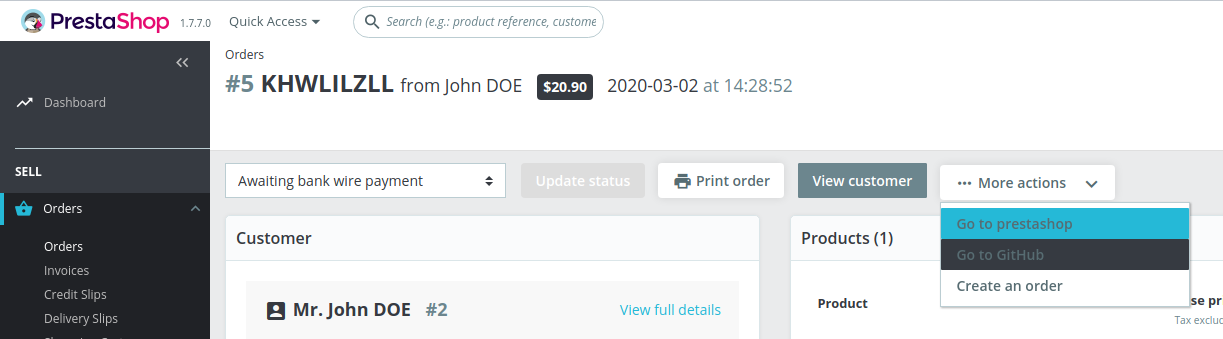 PrestaShop 1.7.7.0 Quick Access Search (e.g.: product reference, custome
Orders
#5 KHWLILZLL from John DOE $20.90 2020-03-02 at 14:28:52
Dashboard
SELL
Orders
Orders
Invoices
Credit Slips
Delivery Slips
Awaiting bank wire payment Update status Print order View customer ••• More actions
Go to prestashop
Go to GitHub
Create an order
Customer
Mr. John DOE #2 View full details
Products (1)
Product
se pr
Tax exclud